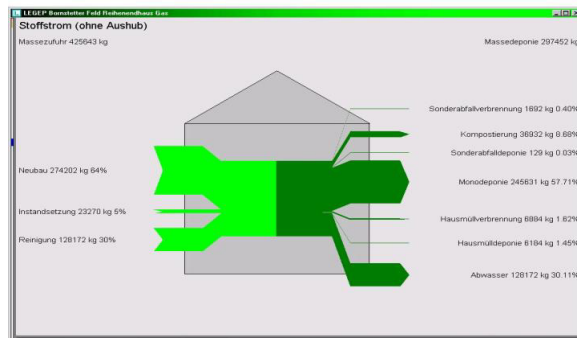 LEGEP Bornstetter Feld Reihenendhaus Gas
Stoffstrom (ohne Aushub)
Massezufuhr 425643 kg
Massedeponie 297452 kg
Sonderabfallverbrennung 1692 kg 0.40%
Kompostierung 36932 kg 8.68%
Sonderabfalldeponie 129 kg 0.03%
Neubau 274202 kg 64%
Monodeponie 245631 kg 57.71%
Instandsetzung 23270 kg 5%
Hausmüllverbrennung 6884 kg 1.62%
Reinigung 128172 kg 30%
Hausmülldeponie 6184 kg 1.45%
Abwasser 128172 kg 30.11%